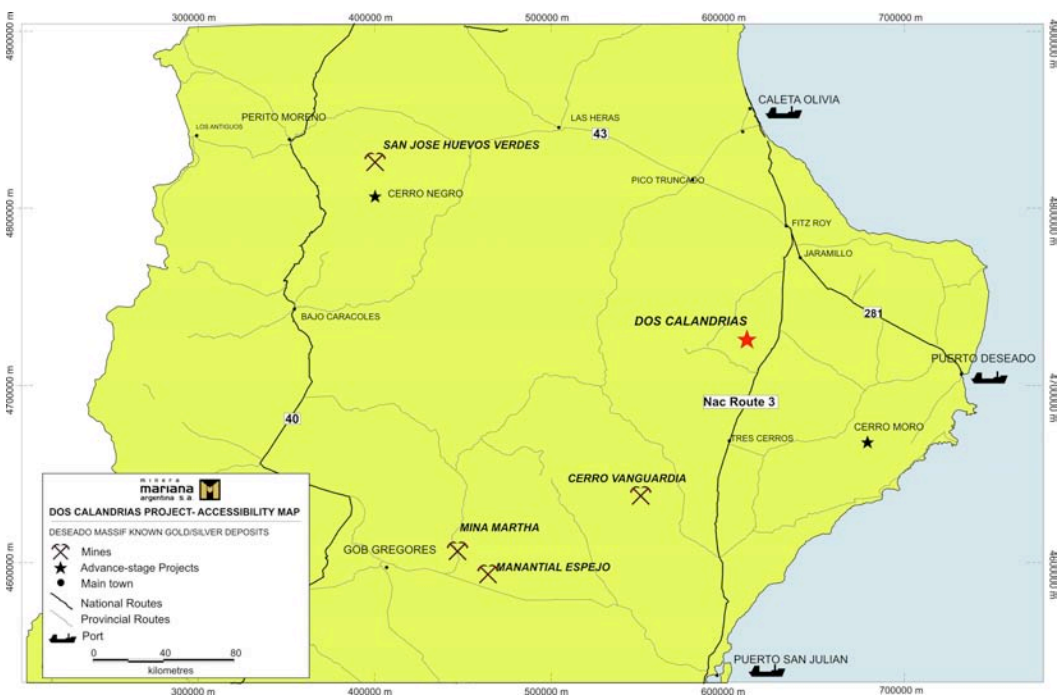 300000 m
400000 m
500000 m
600000 m
700000 m
4900000 m
4900000 m
CALETA OLIVIA
PERITO MORENO
LAS HERAS
LOS ANTIGUOS
43
SAN JOSE HUEVOS VERDES
PICO TRUNCADO
CERRO NEGRO
4800000 m
4800000 m
FITZ ROY
JARAMILLO
BAJO CARACOLES
DOS CALANDRIAS
281
PUERTO DESEADO
4700000 m
4700000 m
Nac Route 3
40
CERRO MORO
TRES CERROS
CERRO VANGUARDIA
MINA MARTHA
GOB GREGORES
MANANTIAL ESPEJO
4600000 m
4600000 m
PUERTO SAN JULIAN
minera
mariana
argentina s.a.
M
DOS CALANDRIAS PROJECT- ACCESSIBILITY MAP
DESEADO MASSIF KNOWN GOLD/SILVER DEPOSITS
Mines
Advance-stage Projects
Main town
National Routes
Provincial Routes
Port
0 40 80
kilometres
300000 m
400000 m
500000 m
600000 m
700000 m